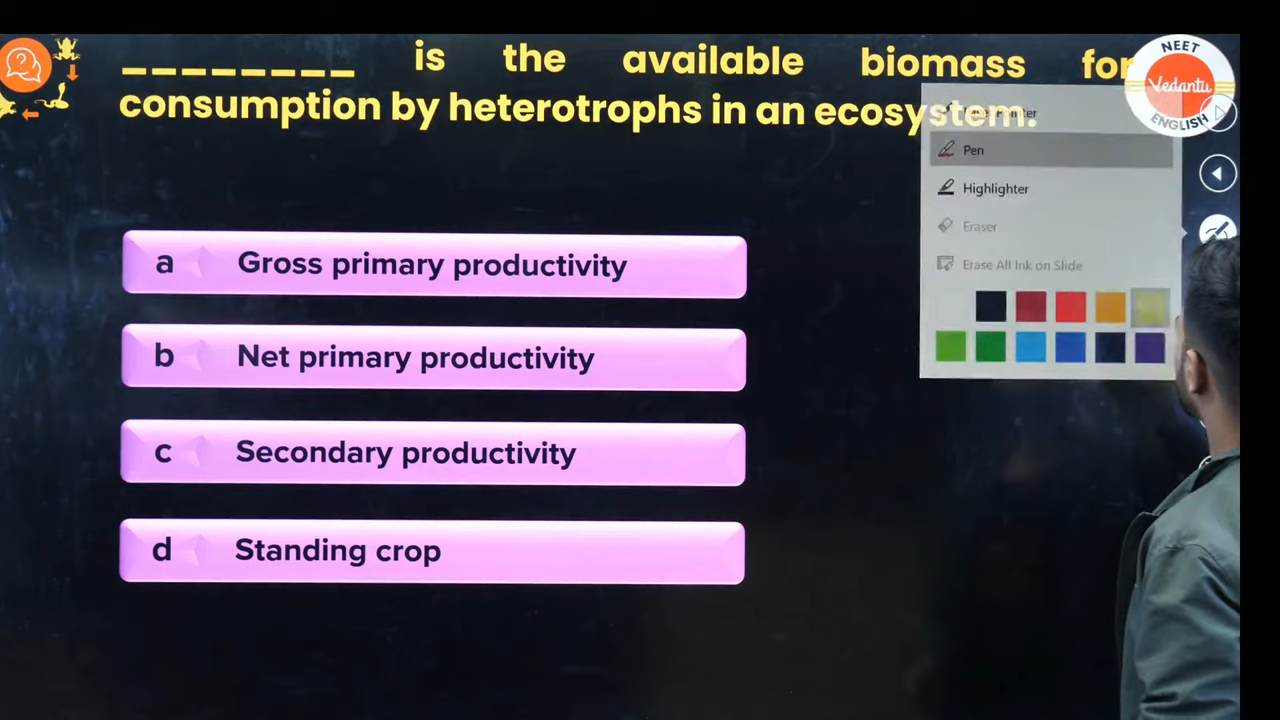 ________ is the available biomass for
consumption by heterotrophs in an ecosystem.
NEET
Vedantu
ENGLISH
Pen
Highlighter
Eraser
Erase All Ink on Slide
a Gross primary productivity
b Net primary productivity
c Secondary productivity
d Standing crop